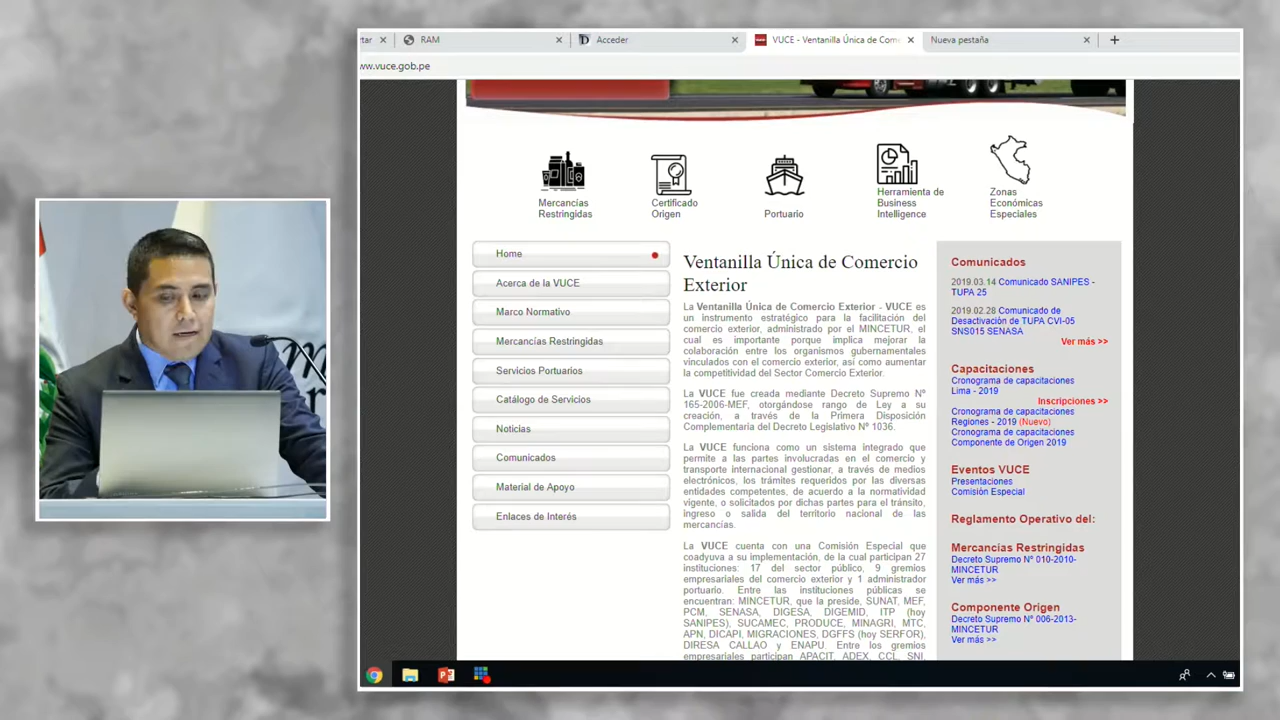 tar
RAM
Acceder
VUCE - Ventanilla Única de Com
Nueva pestaña
ww.vuce.gob.pe
Mercancías
Restringidas
Certificado
Origen
Portuario
Herramienta de
Business
Intelligence
Zonas
Económicas
Especiales
Home
Acerca de la VUCE
Marco Normativo
Mercancías Restringidas
Servicios Portuarios
Catálogo de Servicios
Noticias
Comunicados
Material de Apoyo
Enlaces de Interés
Ventanilla Única de Comercio
Exterior
La Ventanilla Única de Comercio Exterior - VUCE es
un instrumento estratégico para la facilitación del
comercio exterior, administrado por el MINCETUR, el
cual es importante porque implica mejorar la
colaboración entre los organismos gubernamentales
vinculados con el comercio exterior, así como aumentar
la competitividad del Sector Comercio Exterior.
La VUCE fue creada mediante Decreto Supremo Nº
165-2006-MEF, otorgándose rango de Ley a su
creación, a través de la Primera Disposición
Complementaria del Decreto Legislativo Nº 1036.
La VUCE funciona como un sistema integrado que
permite a las partes involucradas en el comercio y
transporte internacional gestionar, a través de medios
electrónicos, los trámites requeridos por las diversas
entidades competentes, de acuerdo a la normatividad
vigente, o solicitados por dichas partes para el tránsito,
ingreso o salida del territorio nacional de las
mercancías.
La VUCE cuenta con una Comisión Especial que
coadyuva a su implementación, de la cual participan 27
instituciones: 17 del sector público, 9 gremios
empresariales del comercio exterior y 1 administrador
portuario. Entre las instituciones públicas se
encuentran: MINCETUR, que la preside, SUNAT, MEF,
PCM, SENASA, DIGESA, DIGEMID, ITP (hoy
SANIPES), SUCAMEC, PRODUCE, MINAGRI, MTC,
APN, DICAPI, MIGRACIONES, DGFFS (hoy SERFOR),
DIRESA CALLAO y ENAPU. Entre los gremios
empresariales participan APACIT, ADEX, CCL, SNI,
Comunicados
2019.03.14 Comunicado SANIPES -
TUPA 25
2019.02.28 Comunicado de
Desactivación de TUPA CVI-05
SNS015 SENASA
Ver más >>
Capacitaciones
Cronograma de capacitaciones
Lima - 2019
Inscripciones >>
Cronograma de capacitaciones
Regiones - 2019 (Nuevo)
Cronograma de capacitaciones
Componente de Origen 2019
Eventos VUCE
Presentaciones
Comisión Especial
Reglamento Operativo del:
Mercancías Restringidas
Decreto Supremo Nº 010-2010-
MINCETUR
Ver más >>
Componente Origen
Decreto Supremo Nº 006-2013-
MINCETUR
Ver más >>